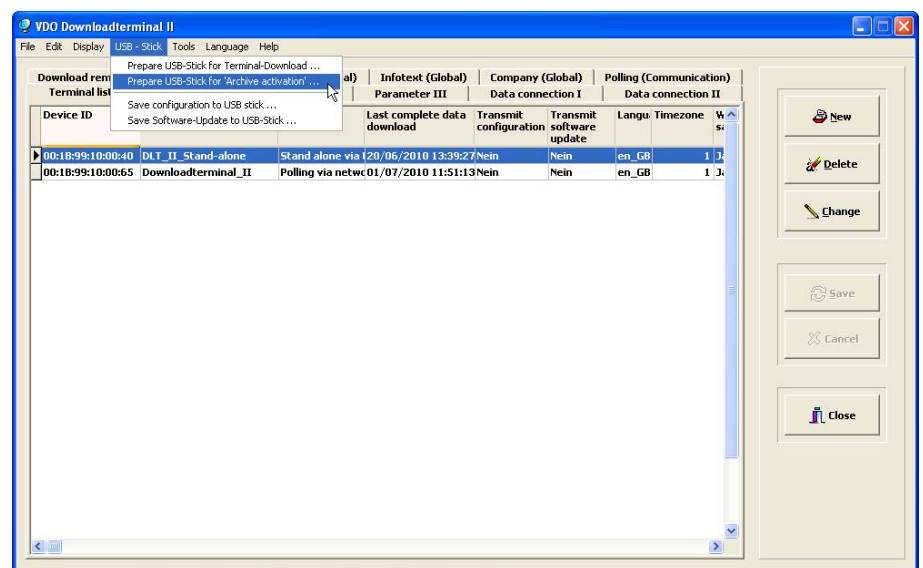 VDO Downloadterminal II
File Edit Display USB - Stick Tools Language Help
Prepare USB-Stick for Terminal-Download ...
Prepare USB-Stick for 'Archive activation' ...
Save configuration to USB stick ...
Save Software-Update to USB-Stick ...
Download rem al) Infotext (Global) Company (Global) Polling (Communication)
Terminal list Parameter III Data connection I Data connection II
Device ID Last complete data download Transmit configuration Transmit software update Langu Timezone
00:1B:99:10:00:40 DLT_II_Stand-alone Stand alone via 20/06/2010 13:39:27 Nein Nein en_GB 1
00:1B:99:10:00:65 Downloadterminal_II Polling via netwo 01/07/2010 11:51:13 Nein Nein en_GB 1
New
Delete
Change
Save
Cancel
Close